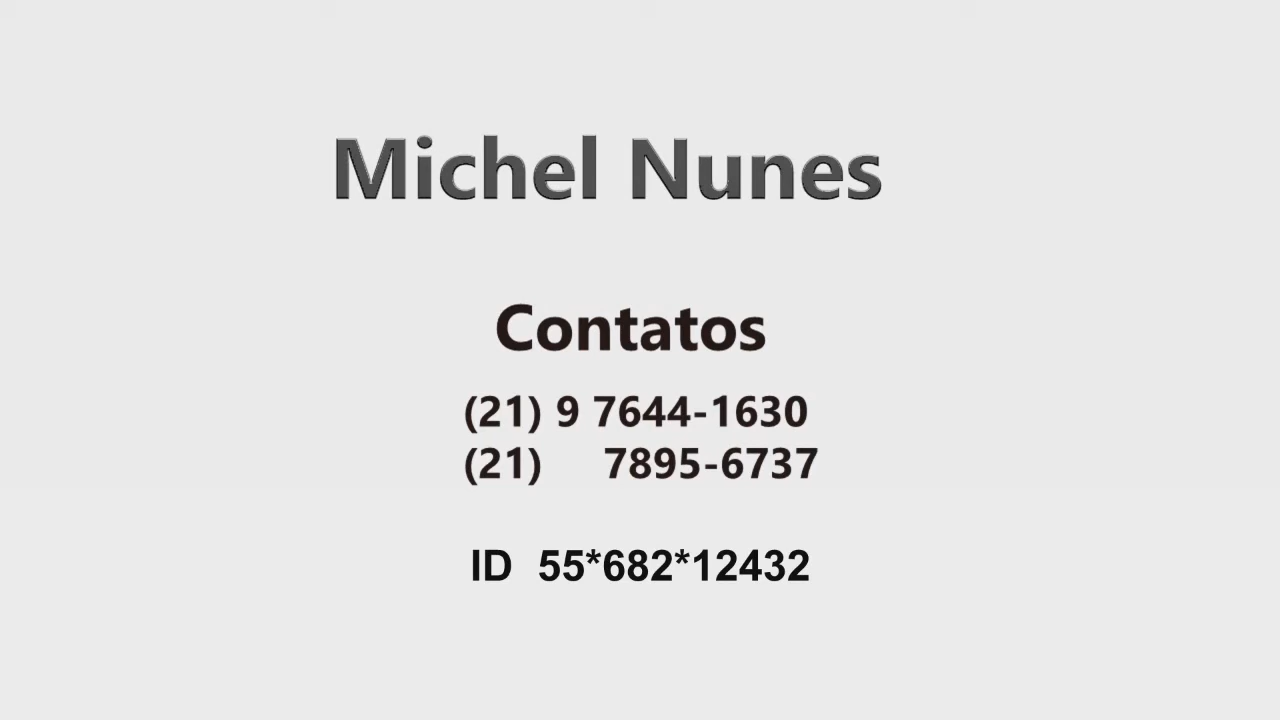 Michel Nunes
Contatos
(21) 9 7644-1630
(21) 7895-6737
ID 55*682*12432